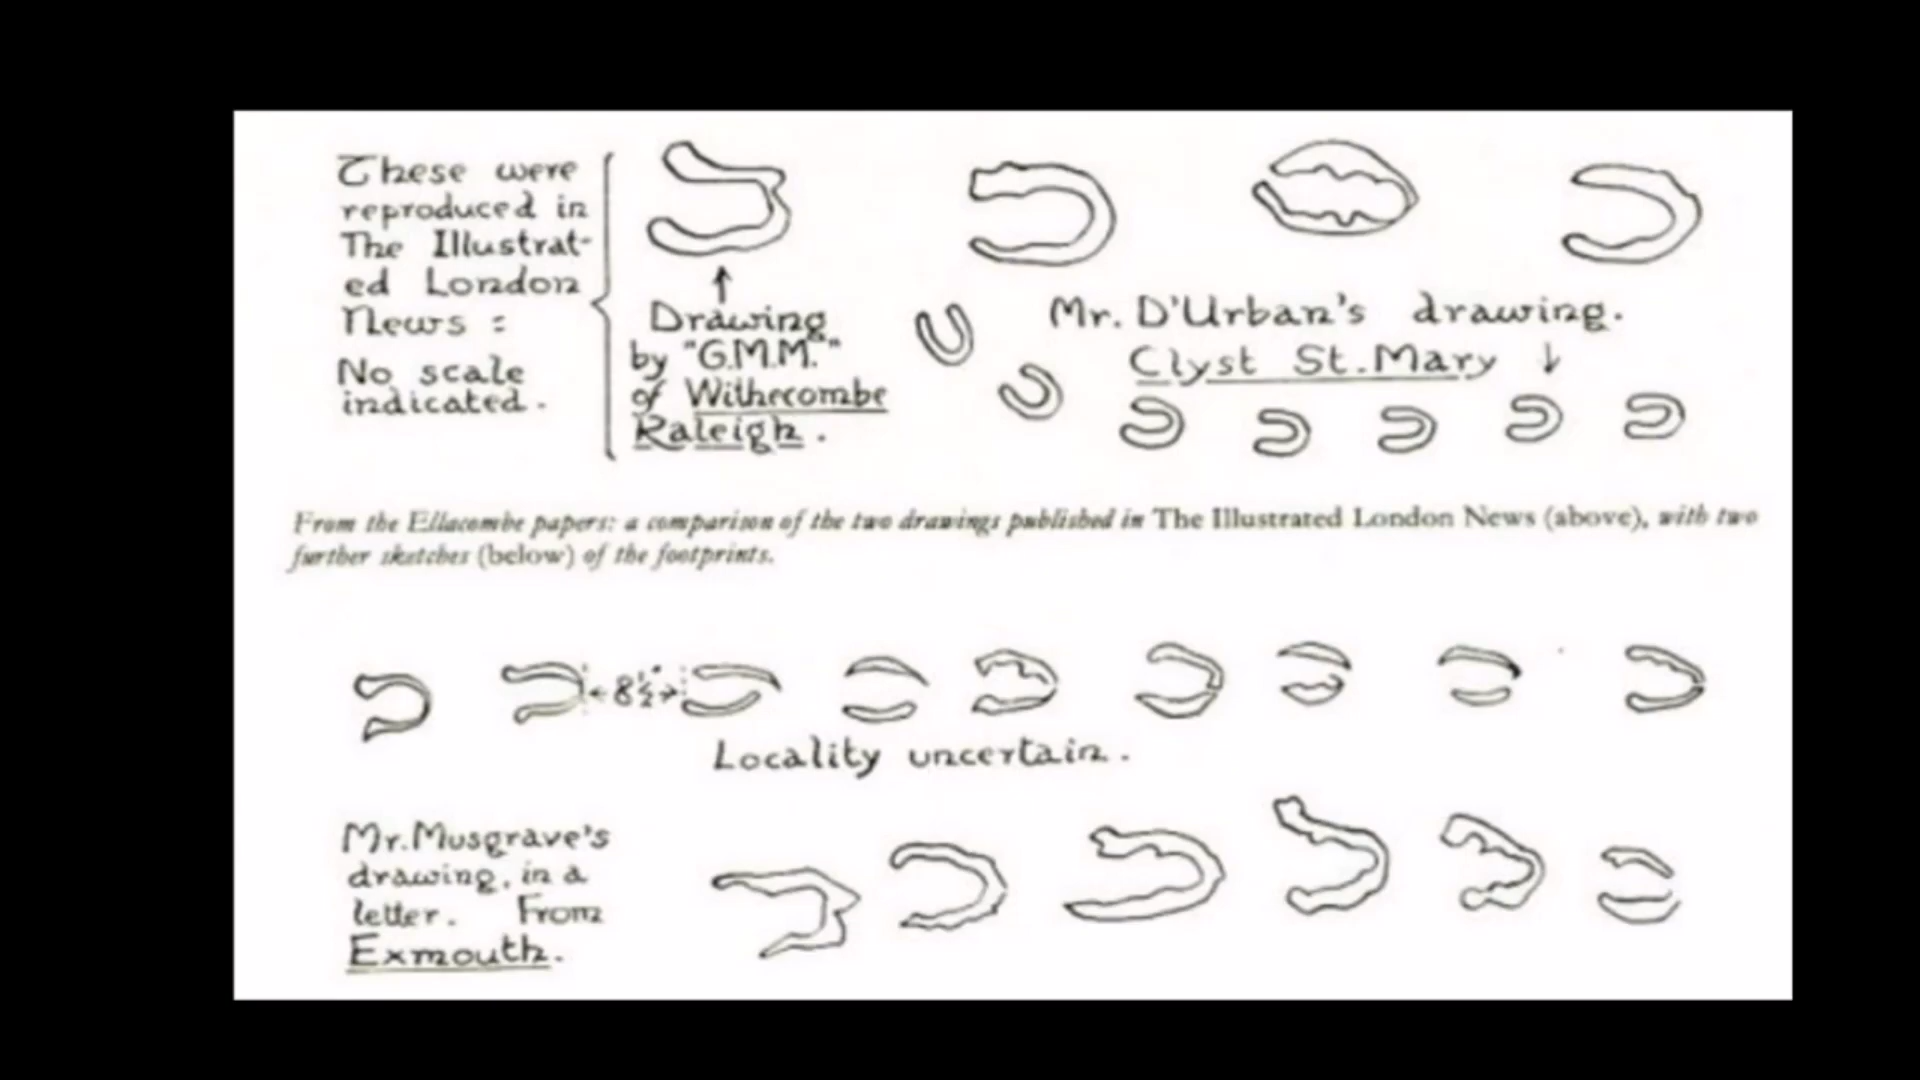 These were
reproduced in
The Illustrat-
ed London
News :
No scale
indicated.
↑
Drawing
by "G.M.M."
of Withecombe
Raleigh.
Mr. D'Urban's drawing.
Clyst St. Mary ↓
From the Ellacombe papers: a comparison of the two drawings published in The Illustrated London News (above), with two
further sketches (below) of the footprints.
←8½"→
Locality uncertain.
Mr. Musgrave's
drawing, in a
letter. From
Exmouth.